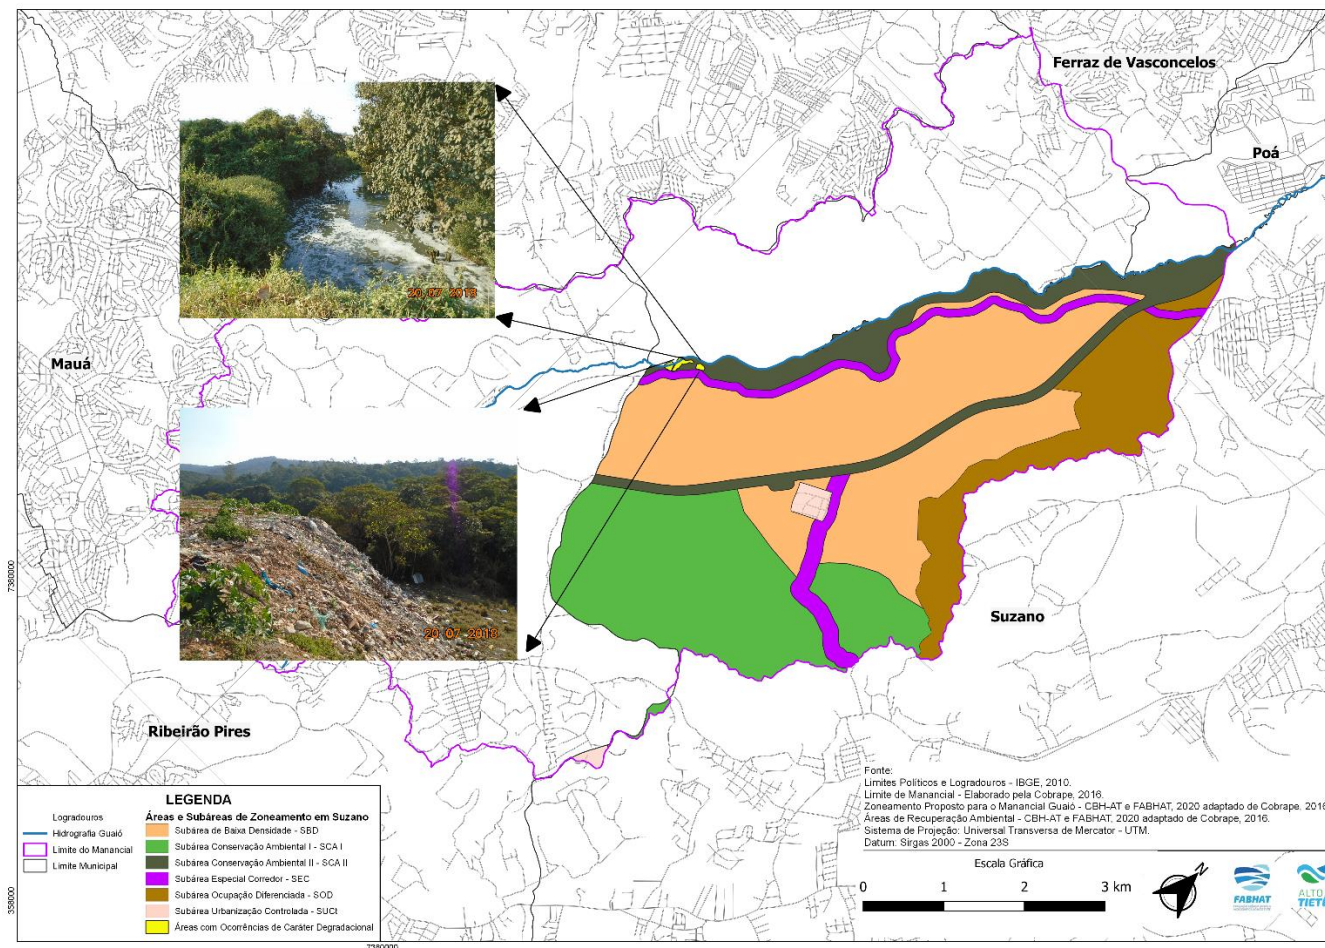 Ferraz de Vasconcelos
Poá
20.07 2013
Mauá
20 07 2013
7380000
Suzano
Ribeirão Pires
Fonte:
Limites Políticos e Logradouros - IBGE, 2010.
Limite de Manancial - Elaborado pela Cobrape, 2016.
Zoneamento Proposto para o Manancial Guaió - CBH-AT e FABHAT, 2020 adaptado de Cobrape, 2016
Áreas de Recuperação Ambiental - CBH-AT e FABHAT, 2020 adaptado de Cobrape, 2016.
Sistema de Projeção: Universal Transversa de Mercator - UTM.
Datum: Sirgas 2000 - Zona 23S
LEGENDA
Logradouros
Hidrografia Guaió
Limite do Manancial
Limite Municipal
Áreas e Subáreas de Zoneamento em Suzano
Subárea de Baixa Densidade - SBD
Subárea Conservação Ambiental I - SCA I
Subárea Conservação Ambiental II - SCA II
Subárea Especial Corredor - SEC
Subárea Ocupação Diferenciada - SOD
Subárea Urbanização Controlada - SUCt
Áreas com Ocorrências de Caráter Degradacional
Escala Gráfica
0 1 2 3 km
N
FABHAT
ALTO
TIETÊ
358000
7380000